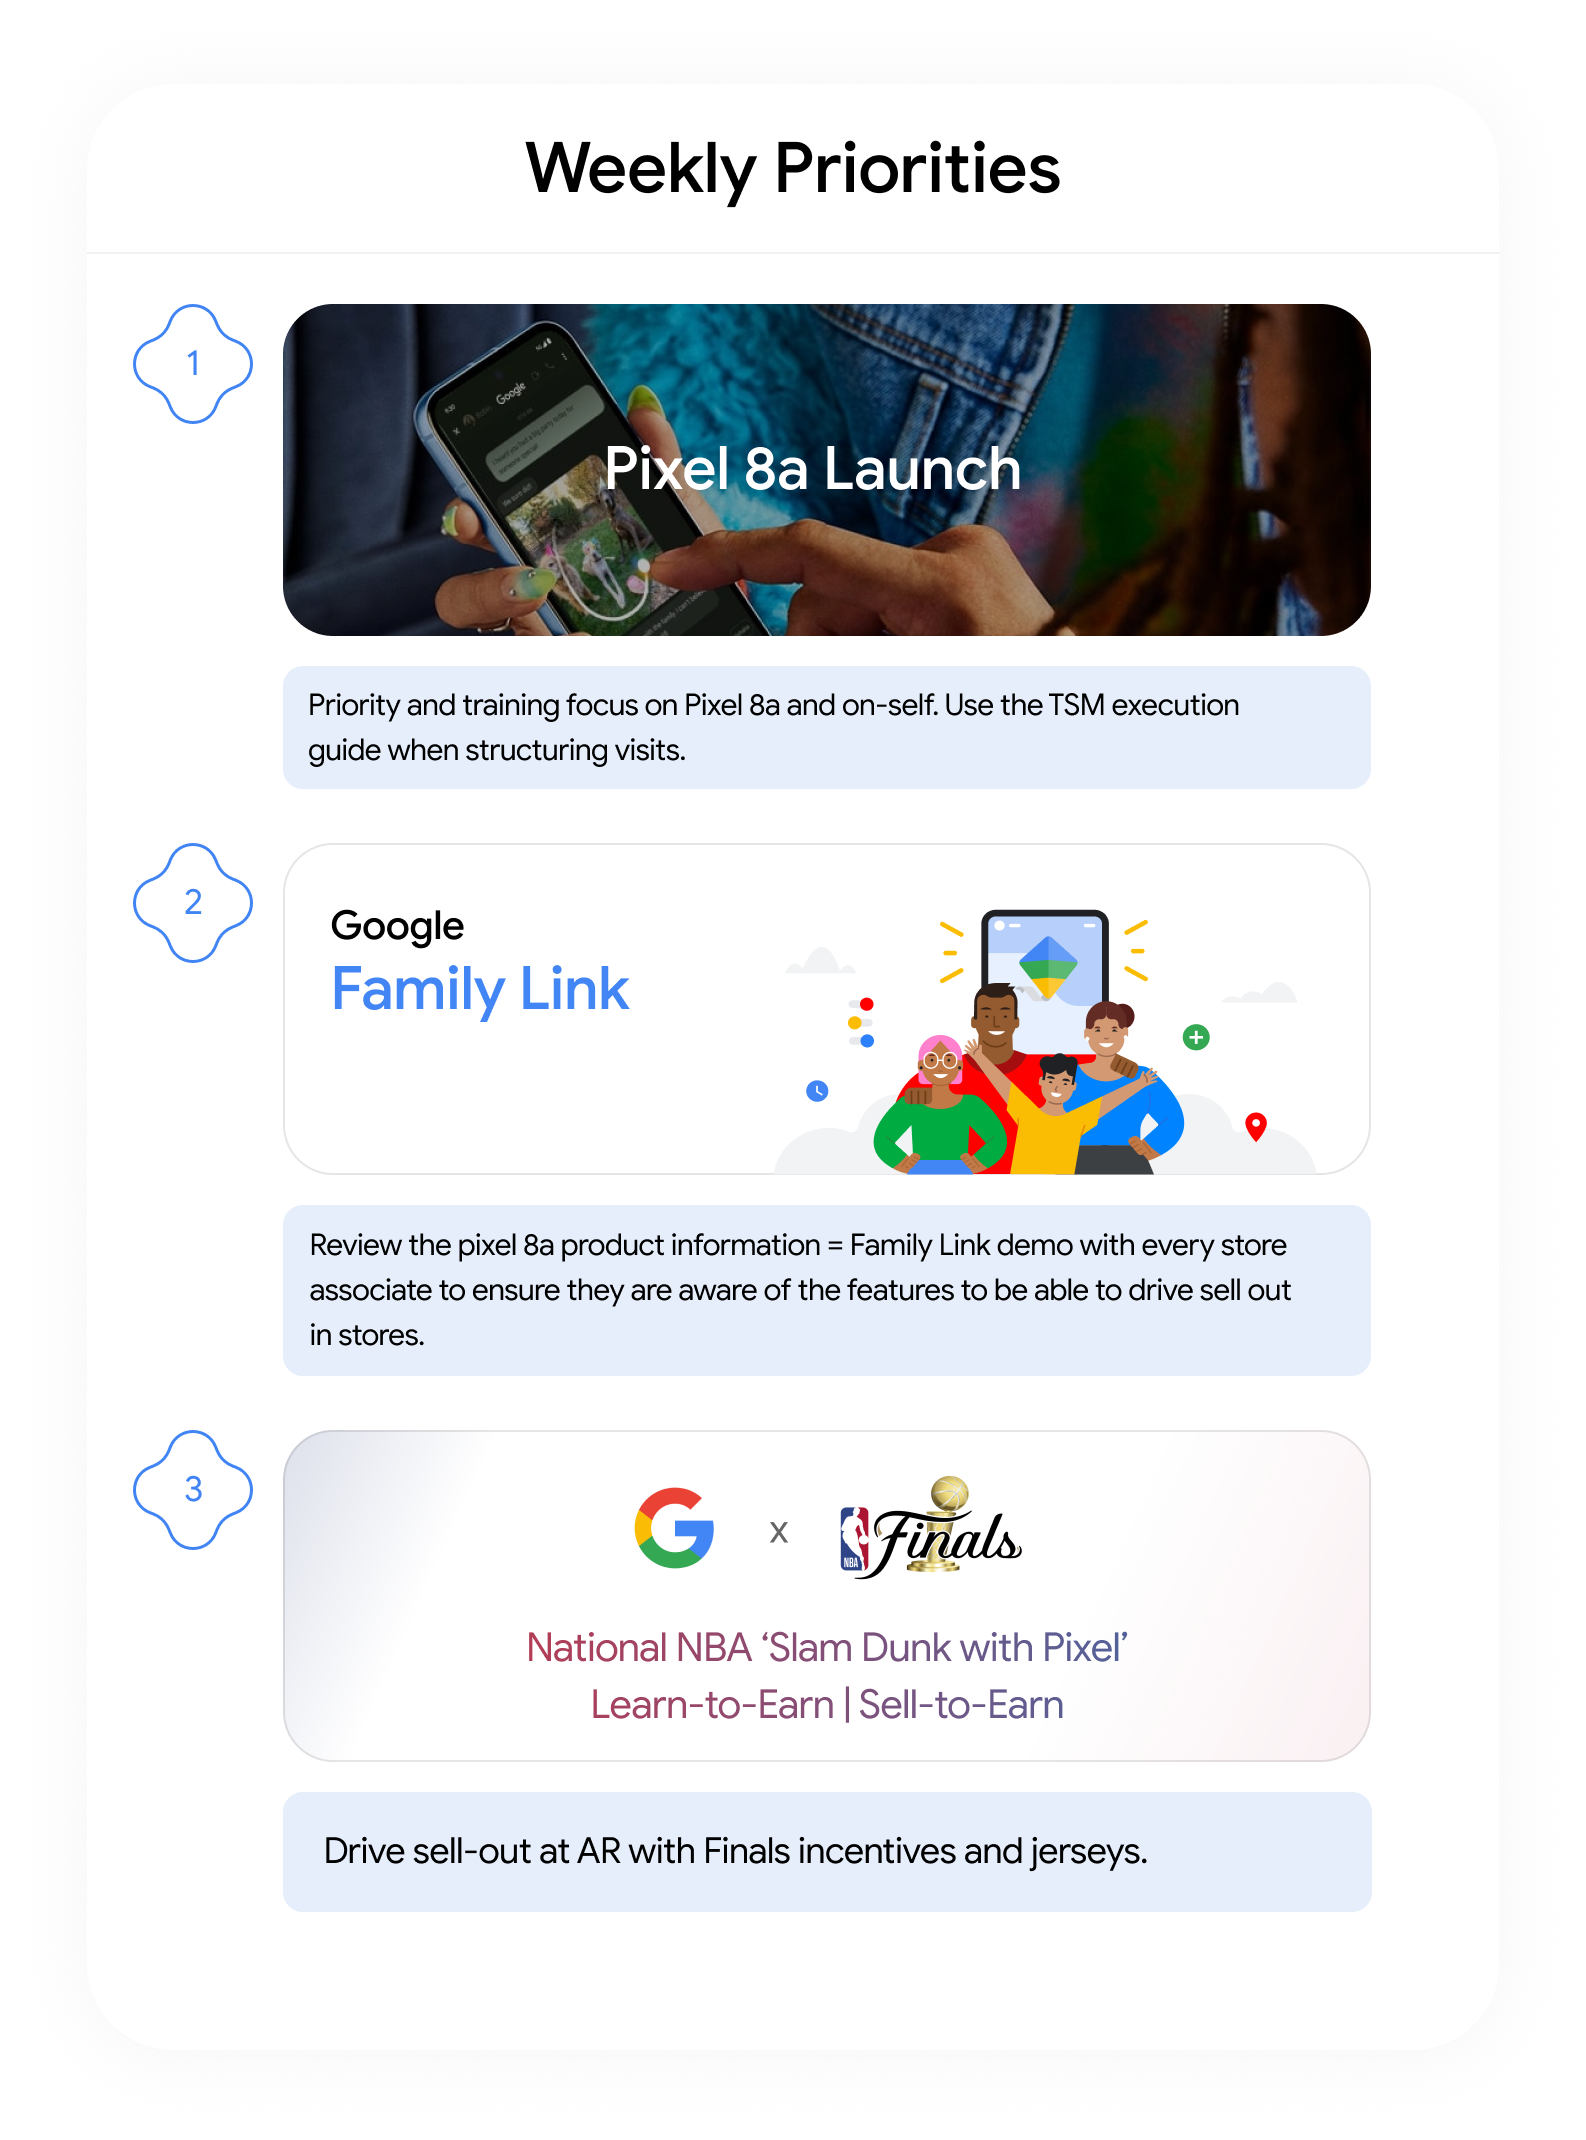 Weekly Priorities
1
9:30
Google
Pixel 8a Launch
Priority and training focus on Pixel 8a and on-self. Use the TSM execution
guide when structuring visits.
2
Google
Family Link
Review the pixel 8a product information = Family Link demo with every store
associate to ensure they are aware of the features to be able to drive sell out
in stores.
3
G
x
NBA
Finals
National NBA ‘Slam Dunk with Pixel’
Learn-to-Earn | Sell-to-Earn
Drive sell-out at AR with Finals incentives and jerseys.